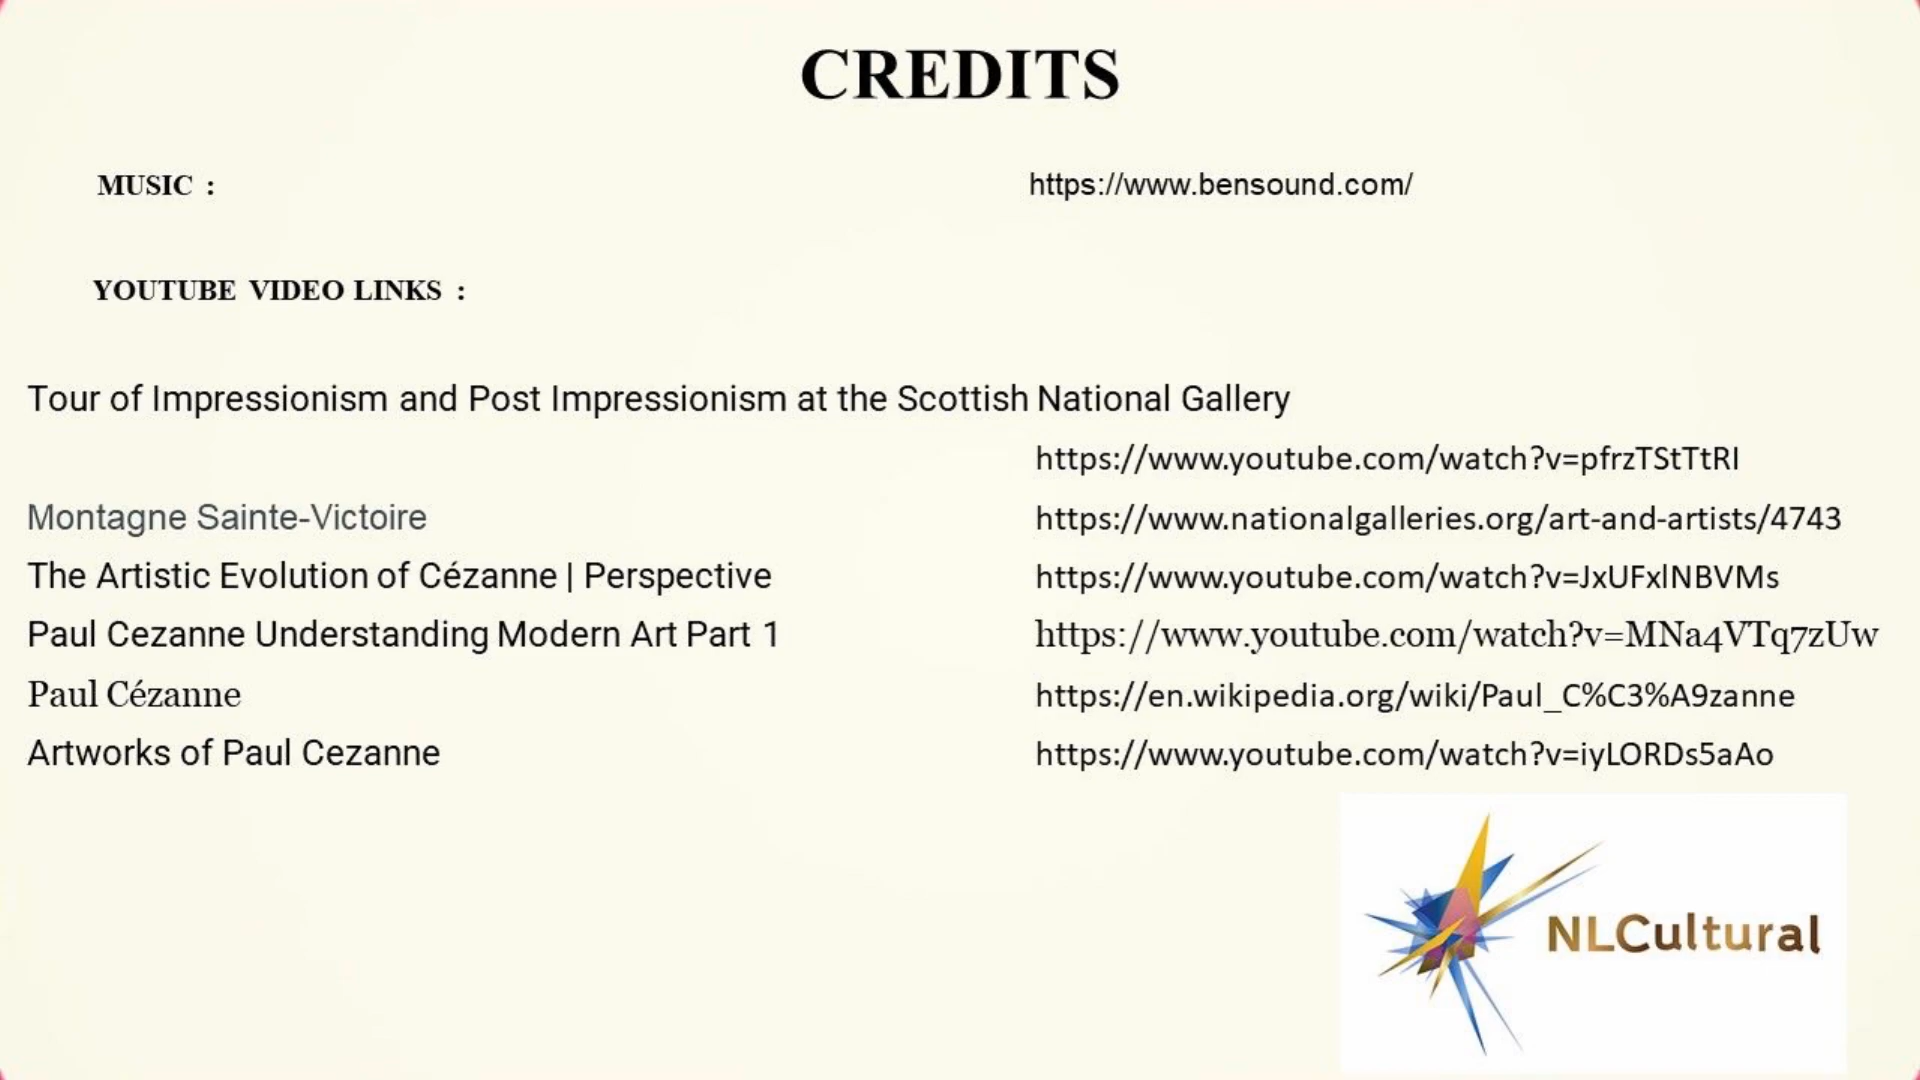 CREDITS
MUSIC : https://www.bensound.com/
YOUTUBE VIDEO LINKS :
Tour of Impressionism and Post Impressionism at the Scottish National Gallery
https://www.youtube.com/watch?v=pfrzTStTtRI
Montagne Sainte-Victoire https://www.nationalgalleries.org/art-and-artists/4743
The Artistic Evolution of Cézanne | Perspective https://www.youtube.com/watch?v=JxUFxlNBVMs
Paul Cezanne Understanding Modern Art Part 1 https://www.youtube.com/watch?v=MNa4VTq7zUw
Paul Cézanne https://en.wikipedia.org/wiki/Paul_C%C3%A9zanne
Artworks of Paul Cezanne https://www.youtube.com/watch?v=iyLORDs5aAo
NLCultural